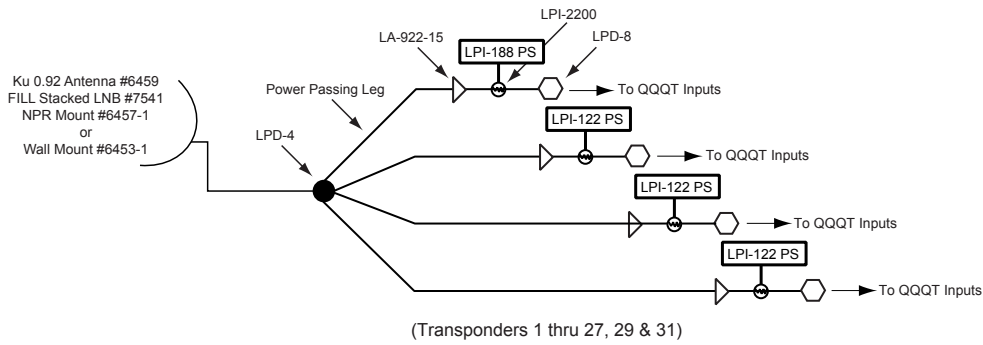 LPI-2200
LA-922-15
LPI-188 PS
LPD-8
Ku 0.92 Antenna #6459
FILL Stacked LNB #7541
NPR Mount #6457-1
or
Wall Mount #6453-1
Power Passing Leg
To QQQT Inputs
LPD-4
LPI-122 PS
To QQQT Inputs
LPI-122 PS
To QQQT Inputs
LPI-122 PS
To QQQT Inputs
(Transponders 1 thru 27, 29 & 31)